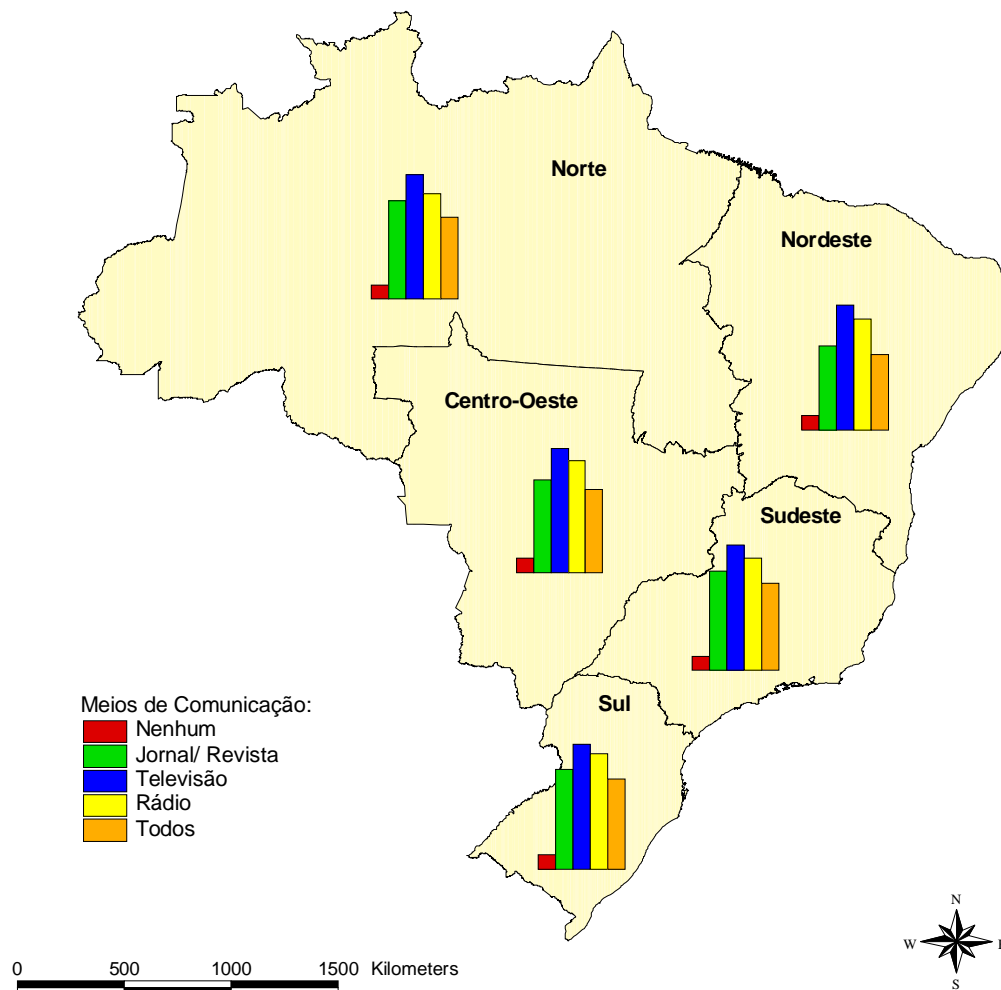 Norte
Nordeste
Centro-Oeste
Sudeste
Sul
Meios de Comunicação:
Nenhum
Jornal/ Revista
Televisão
Rádio
Todos
0 500 1000 1500 Kilometers
N
W
S